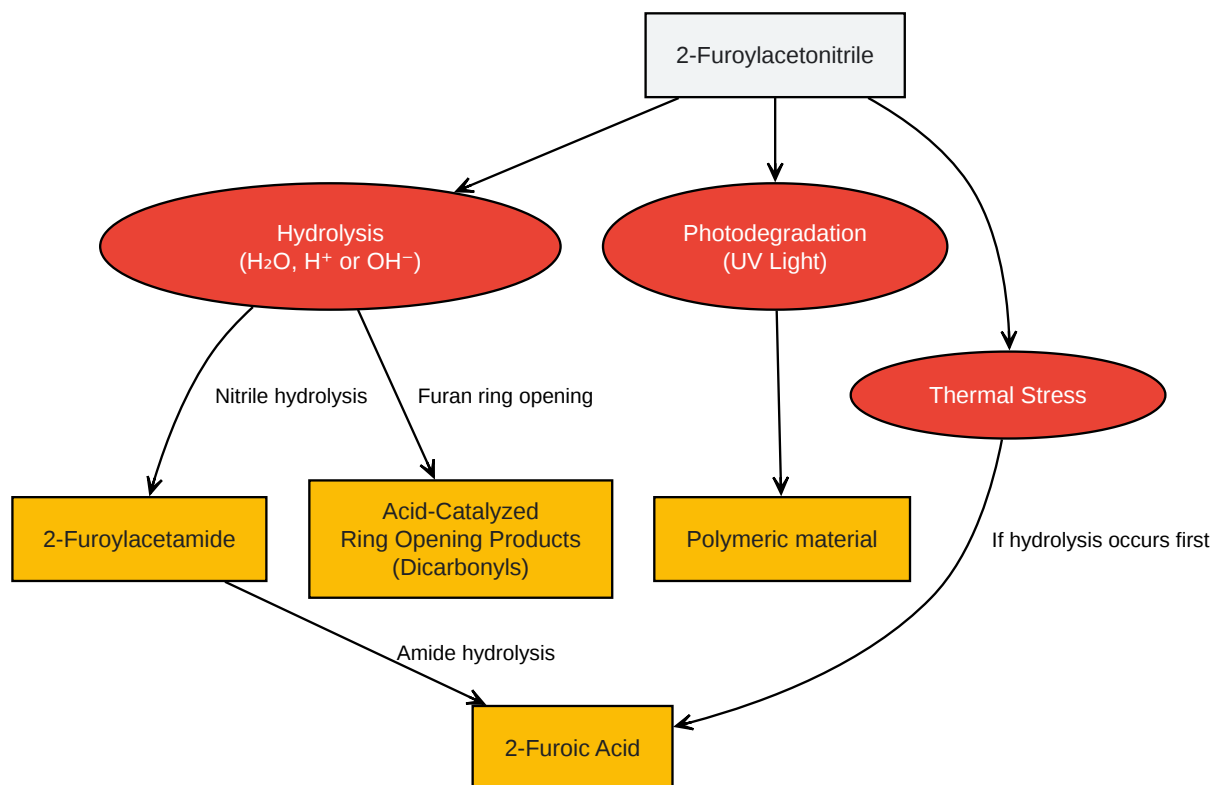 2-Furoylacetonitrile
Hydrolysis
(H₂O, H⁺ or OH⁻)
Photodegradation
(UV Light)
Thermal Stress
Nitrile hydrolysis
Furan ring opening
2-Furoylacetamide
Acid-Catalyzed
Ring Opening Products
(Dicarbonyls)
Polymeric material
If hydrolysis occurs first
Amide hydrolysis
2-Furoic Acid